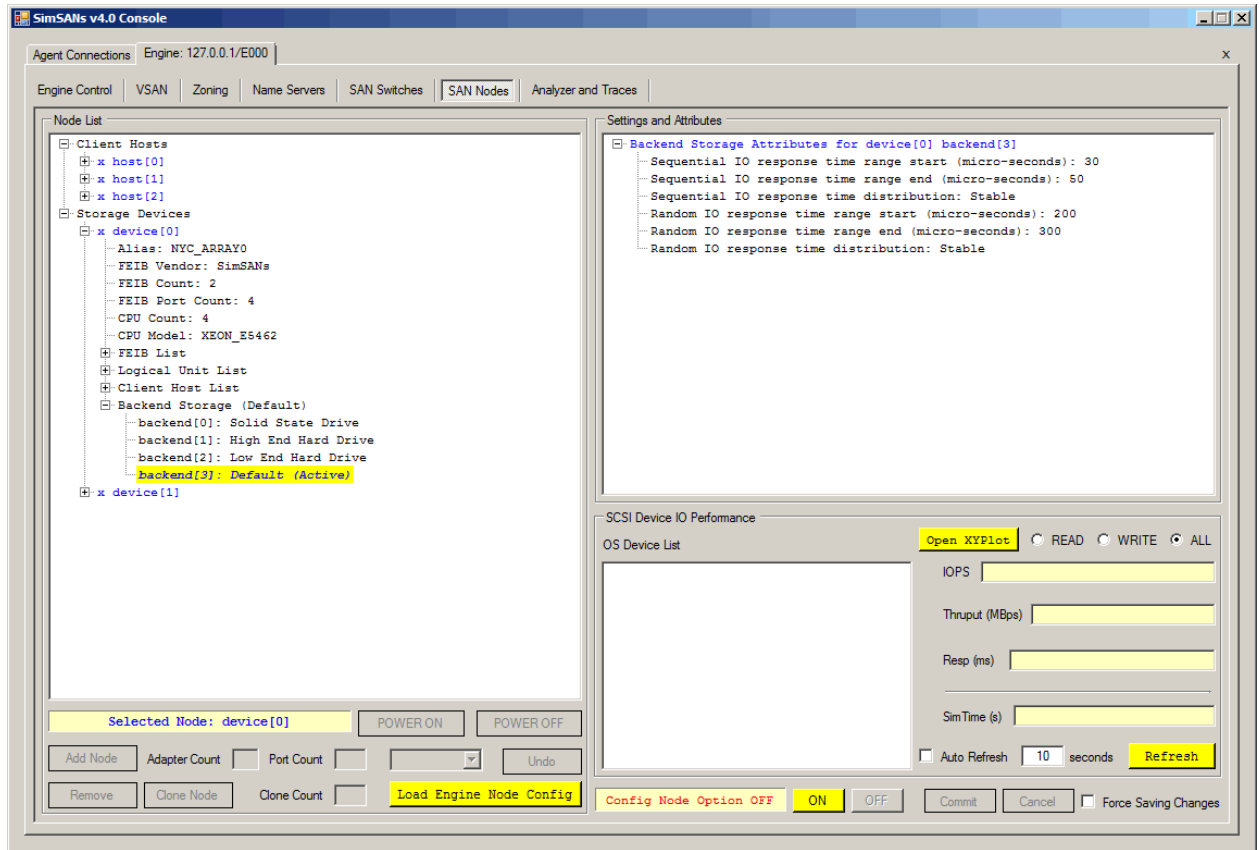 SimSANs v4.0 Console
Agent Connections
Engine: 127.0.0.1/E000
x
Engine Control
VSAN
Zoning
Name Servers
SAN Switches
SAN Nodes
Analyzer and Traces
Node List
Client Hosts
x host[0]
x host[1]
x host[2]
Storage Devices
x device[0]
Alias: NYC_ARRAY0
FEIB Vendor: SimSANs
FEIB Count: 2
FEIB Port Count: 4
CPU Count: 4
CPU Model: XEON_E5462
FEIB List
Logical Unit List
Client Host List
Backend Storage (Default)
backend[0]: Solid State Drive
backend[1]: High End Hard Drive
backend[2]: Low End Hard Drive
backend[3]: Default (Active)
x device[1]
Selected Node: device[0]
POWER ON
POWER OFF
Add Node
Adapter Count
Port Count
Undo
Remove
Clone Node
Clone Count
Load Engine Node Config
Settings and Attributes
Backend Storage Attributes for device[0] backend[3]
Sequential IO response time range start (micro-seconds): 30
Sequential IO response time range end (micro-seconds): 50
Sequential IO response time distribution: Stable
Random IO response time range start (micro-seconds): 200
Random IO response time range end (micro-seconds): 300
Random IO response time distribution: Stable
SCSI Device IO Performance
OS Device List
Open XYPlot
READ
WRITE
ALL
IOPS
Thruput (MBps)
Resp (ms)
SimTime (s)
Auto Refresh
10
seconds
Refresh
Config Node Option OFF
ON
OFF
Commit
Cancel
Force Saving Changes